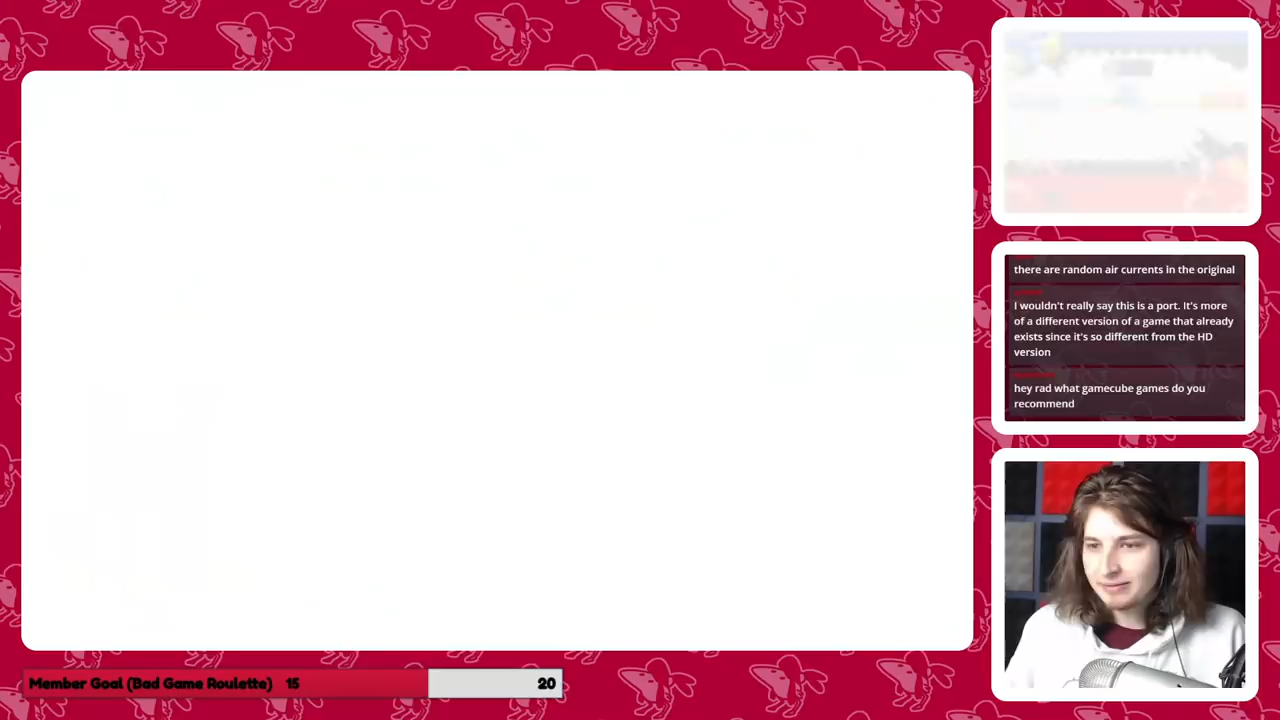 there are random air currents in the original
I wouldn't really say this is a port. It's more
of a different version of a game that already
exists since it's so different from the HD
version
hey rad what gamecube games do you
recommend
Member Goal (Bad Game Roulette) 15 20